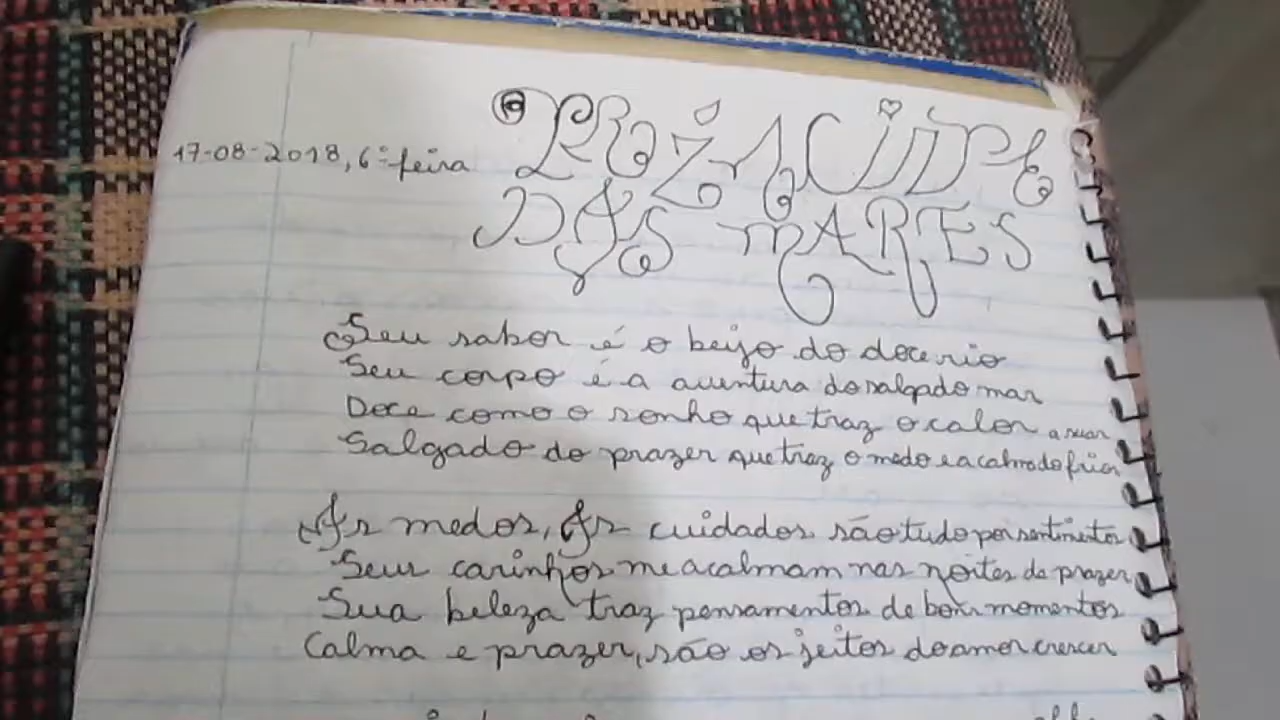 17-08-2018, 6ª-feira
DAS MARES
Seu sabor é o beijo do doce rio
Seu corpo é a aventura do salgado mar
Doce como o sonho que traz o calor a suar
Salgado do prazer que traz o medo e a calma do frio
As medos, As cuidados são tudo por sentimentos
Seus carinhos me acalmam nas noites de prazer
Sua beleza traz pensamentos de bons momentos
Calma e prazer, são os jeitos do amor crescer